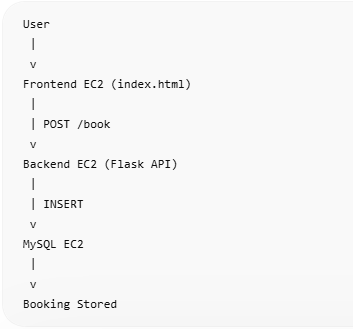 User
|
v
Frontend EC2 (index.html)
|
| POST /book
v
Backend EC2 (Flask API)
|
| INSERT
v
MySQL EC2
|
v
Booking Stored